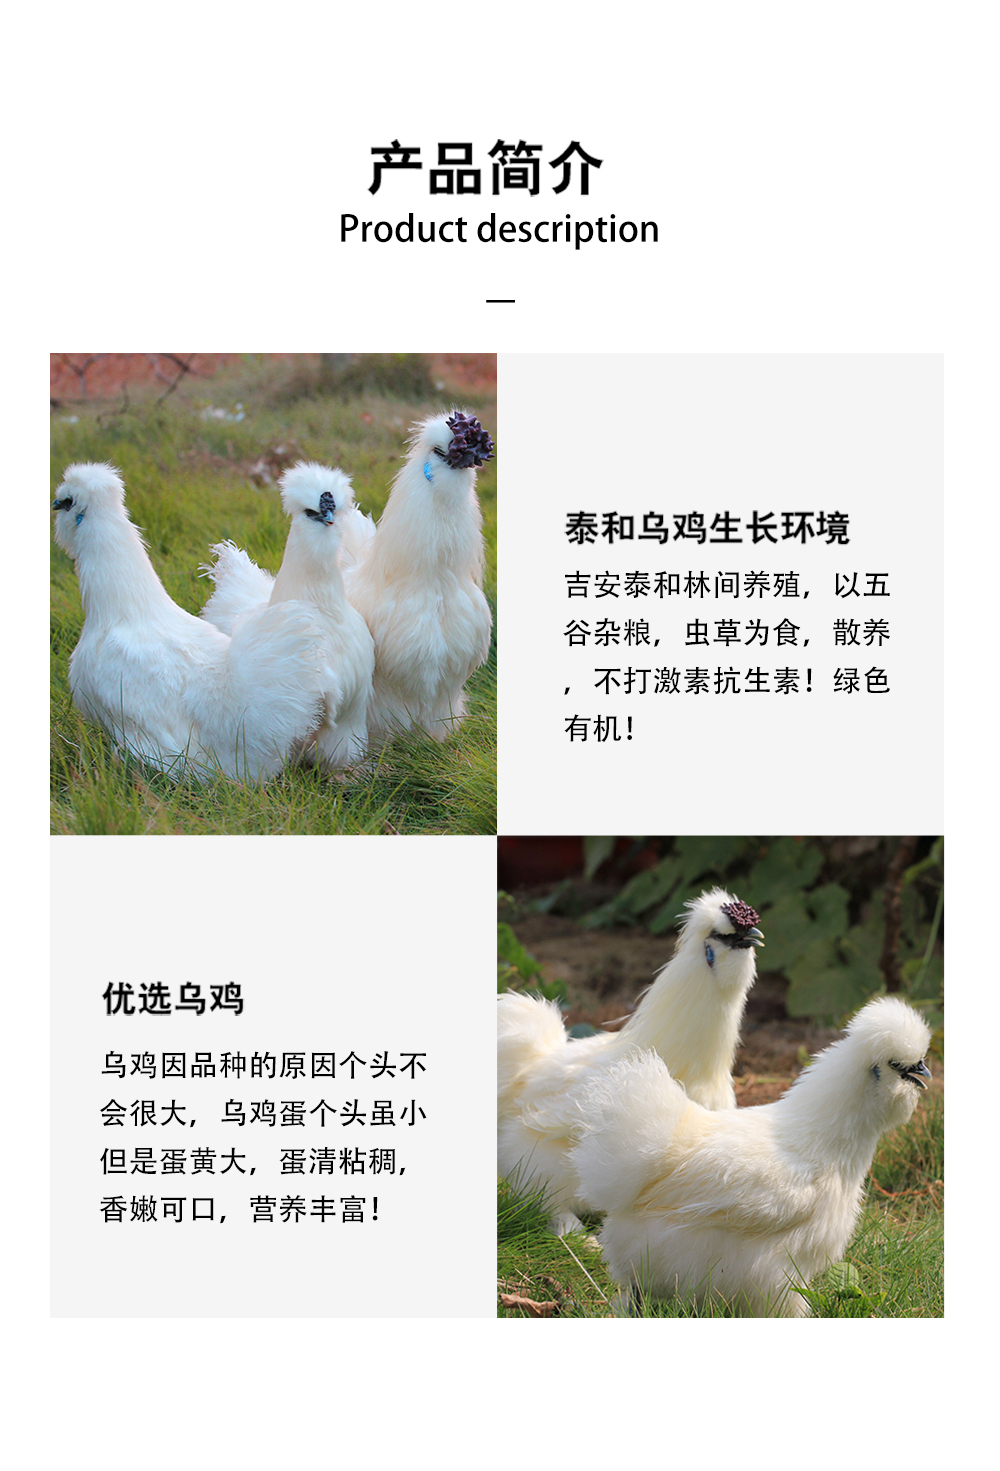 产品简介
Product description
泰和乌鸡生长环境
吉安泰和林间养殖，以五
谷杂粮，虫草为食，散养
，不打激素抗生素！绿色
有机！
优选乌鸡
乌鸡因品种的原因个头不
会很大，乌鸡蛋个头虽小
但是蛋黄大，蛋清粘稠，
香嫩可口，营养丰富！